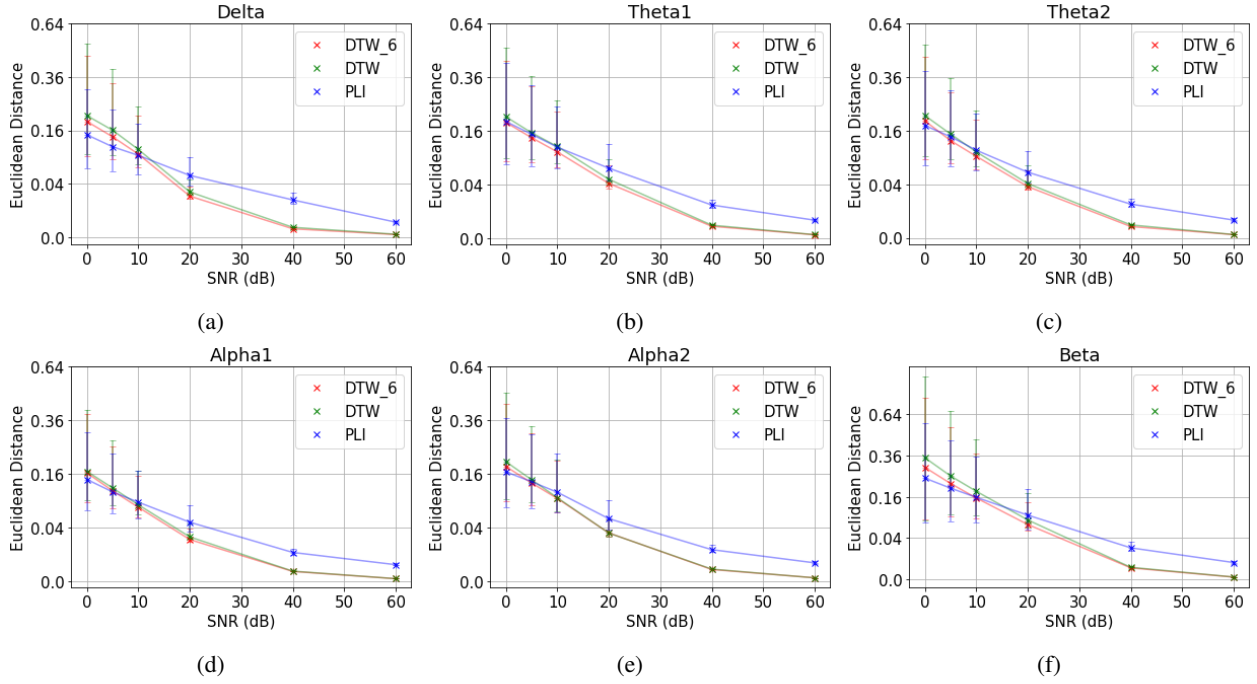 Delta
Theta1
Theta2
0.64
0.36
0.16
0.04
0.0
Euclidean Distance
DTW_6
DTW
PLI
0 10 20 30 40 50 60
SNR (dB)
0.64
0.36
0.16
0.04
0.0
Euclidean Distance
DTW_6
DTW
PLI
0 10 20 30 40 50 60
SNR (dB)
0.64
0.36
0.16
0.04
0.0
Euclidean Distance
DTW_6
DTW
PLI
0 10 20 30 40 50 60
SNR (dB)
(a)
(b)
(c)
Alpha1
Alpha2
Beta
0.64
0.36
0.16
0.04
0.0
Euclidean Distance
DTW_6
DTW
PLI
0 10 20 30 40 50 60
SNR (dB)
0.64
0.36
0.16
0.04
0.0
Euclidean Distance
DTW_6
DTW
PLI
0 10 20 30 40 50 60
SNR (dB)
0.64
0.36
0.16
0.04
0.0
Euclidean Distance
DTW_6
DTW
PLI
0 10 20 30 40 50 60
SNR (dB)
(d)
(e)
(f)